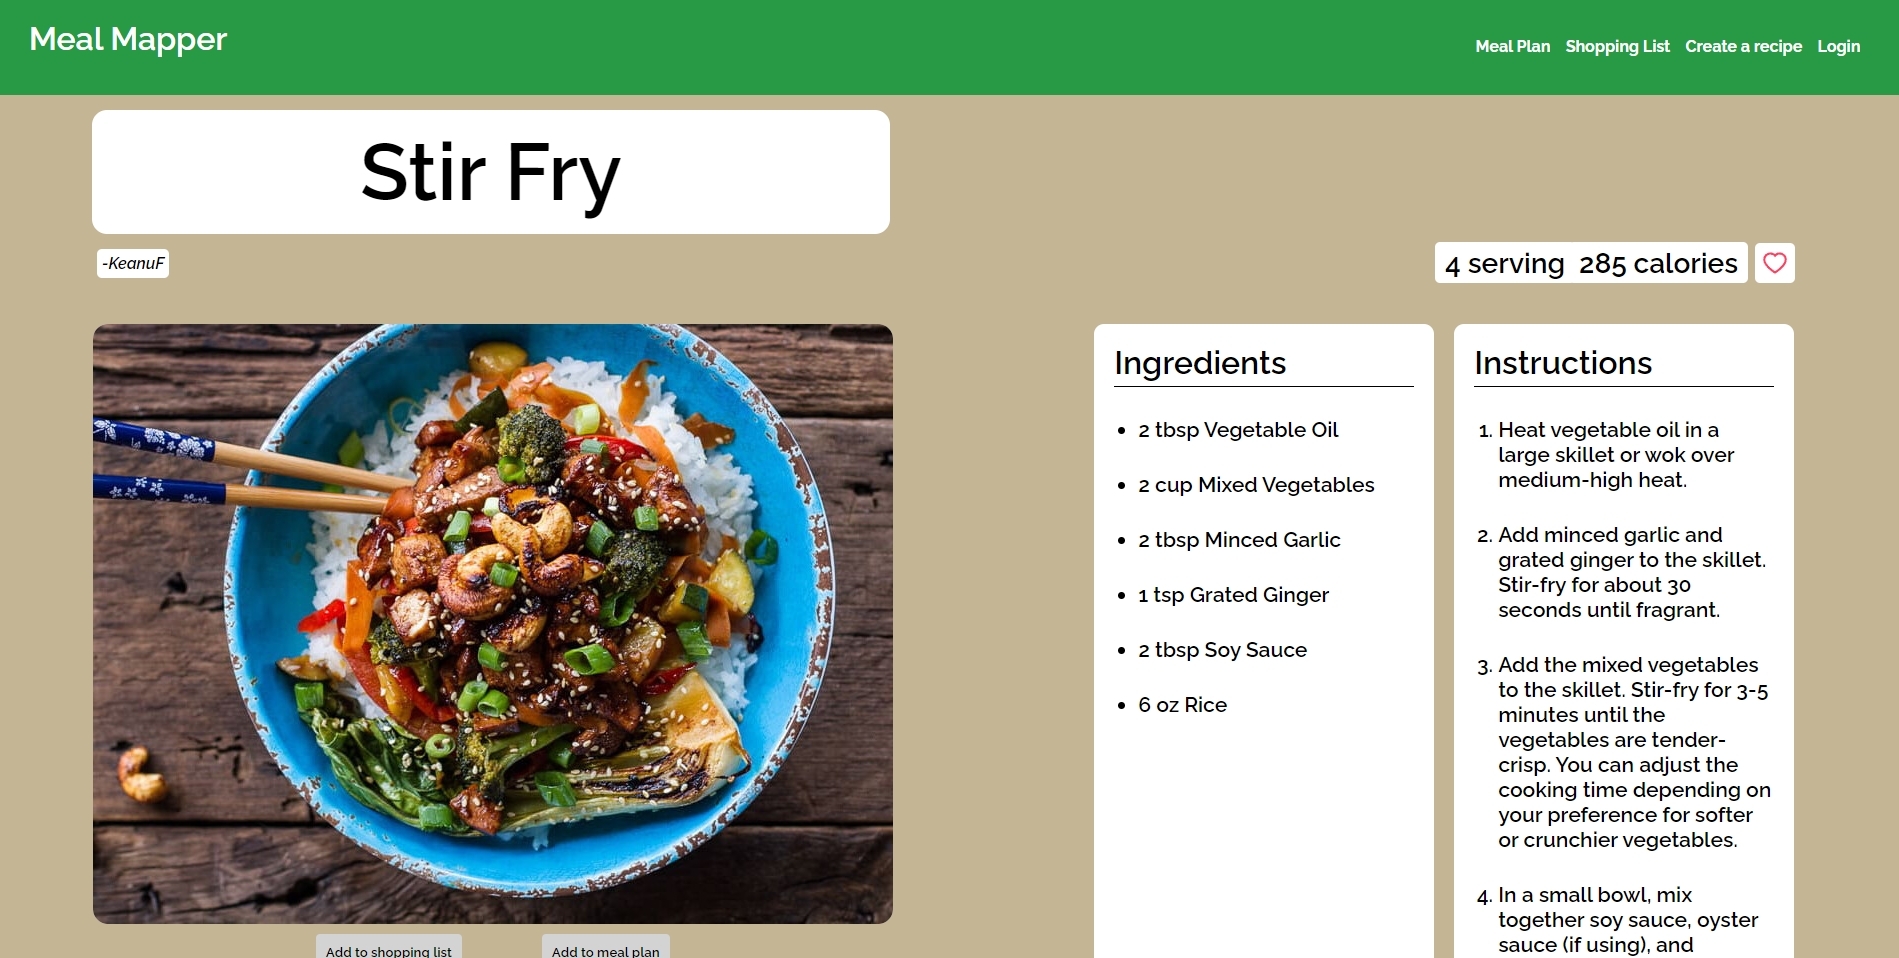 Meal Mapper
Meal Plan Shopping List Create a recipe Login
Stir Fry
-KeanuF
4 serving 285 calories
Ingredients
2 tbsp Vegetable Oil
2 cup Mixed Vegetables
2 tbsp Minced Garlic
1 tsp Grated Ginger
2 tbsp Soy Sauce
6 oz Rice
Instructions
1. Heat vegetable oil in a
large skillet or wok over
medium-high heat.
2. Add minced garlic and
grated ginger to the skillet.
Stir-fry for about 30
seconds until fragrant.
3. Add the mixed vegetables
to the skillet. Stir-fry for 3-5
minutes until the
vegetables are tender-
crisp. You can adjust the
cooking time depending on
your preference for softer
or crunchier vegetables.
4. In a small bowl, mix
together soy sauce, oyster
sauce (if using), and
Add to shopping list
Add to meal plan